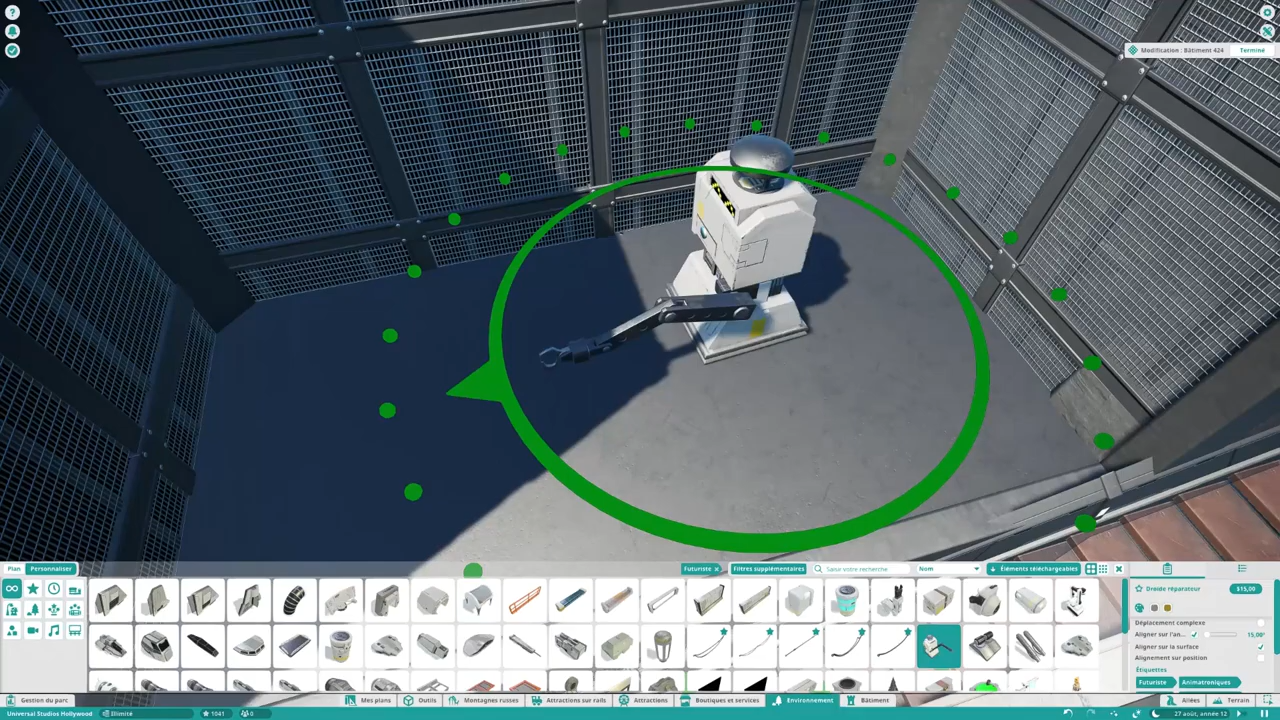 ?
Modification : Bâtiment 424
Terminé
Plan
Personnaliser
Futuriste ×
Filtres supplémentaires
Saisir votre recherche
Nom
Éléments téléchargeables
Droide réparateur
$15,00
Déplacement complexe
Aligner sur l'an...
15,00°
Aligner sur la surface
Alignement sur position
Étiquettes
Futuriste
Animatroniques
Gestion du parc
Mes plans
Outils
Montagnes russes
Attractions sur rails
Attractions
Boutiques et services
Environnement
Bâtiment
Allées
Terrain
Universal Studios Hollywood
Illimité
1041
0
27 août, année 12